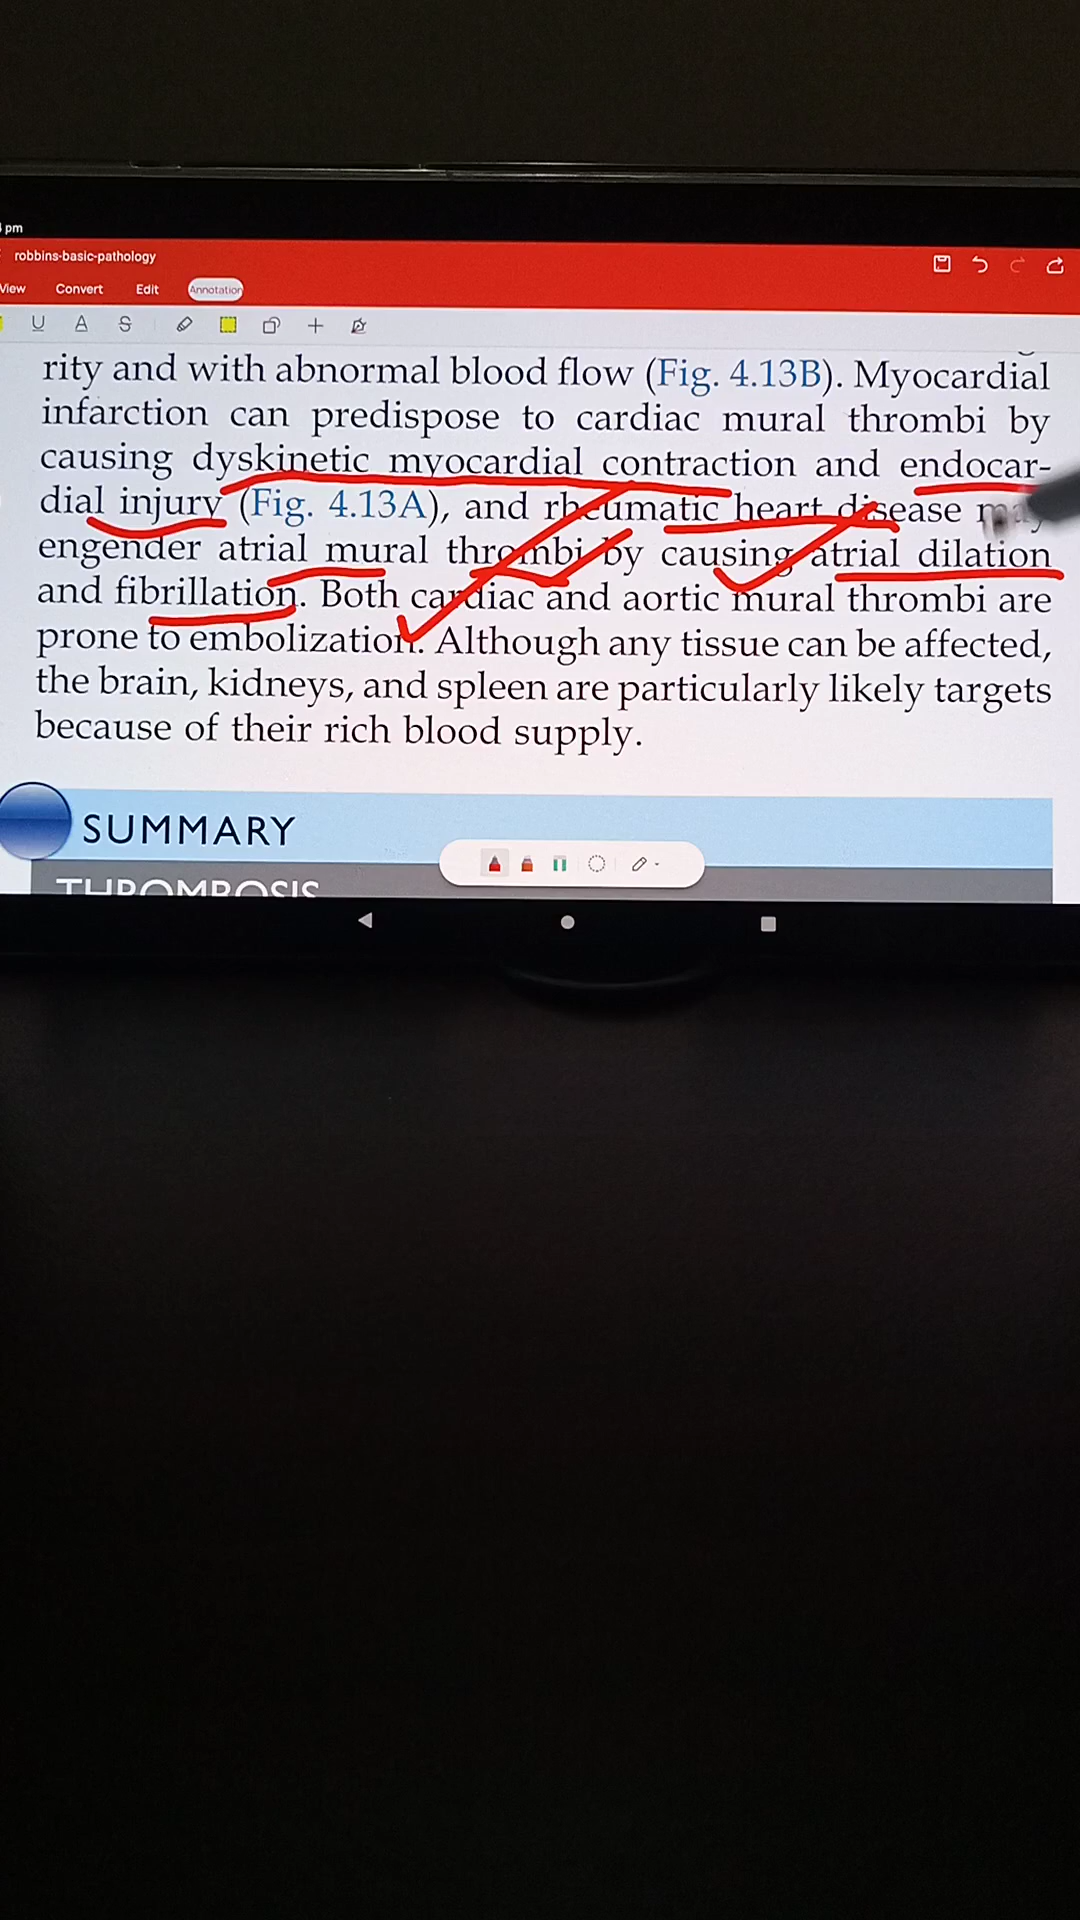 pm
robbins-basic-pathology
View Convert Edit Annotation
U A S
rity and with abnormal blood flow (Fig. 4.13B). Myocardial
infarction can predispose to cardiac mural thrombi by
causing dyskinetic myocardial contraction and endocar-
dial injury (Fig. 4.13A), and rheumatic heart disease may
engender atrial mural thrombi by causing atrial dilation
and fibrillation. Both cardiac and aortic mural thrombi are
prone to embolization. Although any tissue can be affected,
the brain, kidneys, and spleen are particularly likely targets
because of their rich blood supply.
SUMMARY
THROMBOSIS